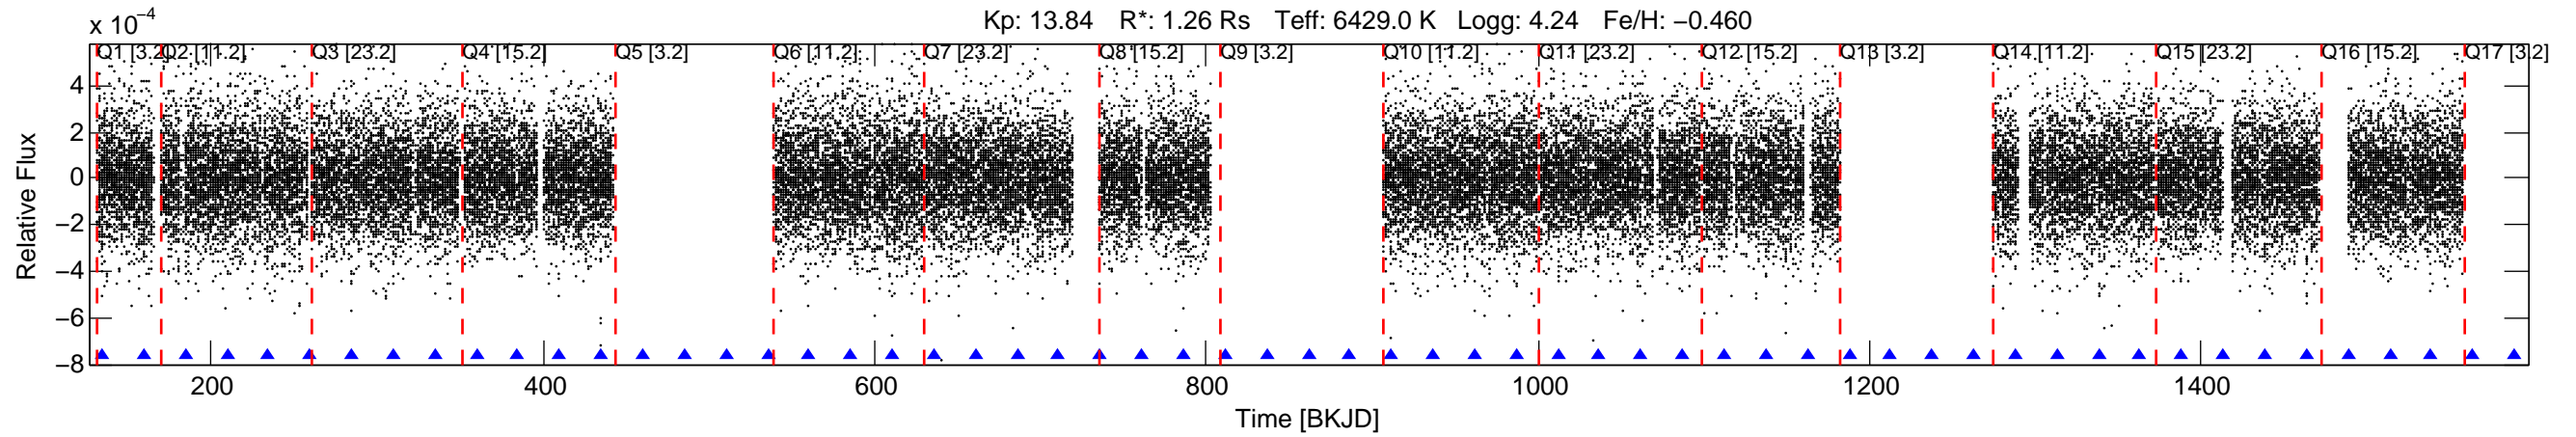 Kp: 13.84 R*: 1.26 Rs Teff: 6429.0 K Logg: 4.24 Fe/H: −0.460
x 10⁻⁴
Q1 [3.2] Q2 [11.2] Q3 [23.2] Q4 [15.2] Q5 [3.2] Q6 [11.2] Q7 [23.2] Q8 [15.2] Q9 [3.2] Q10 [11.2] Q11 [23.2] Q12 [15.2] Q13 [3.2] Q14 [11.2] Q15 [23.2] Q16 [15.2] Q17 [3.2]
4
2
0
−2
−4
−6
−8
Relative Flux
200 400 600 800 1000 1200 1400
Time [BKJD]